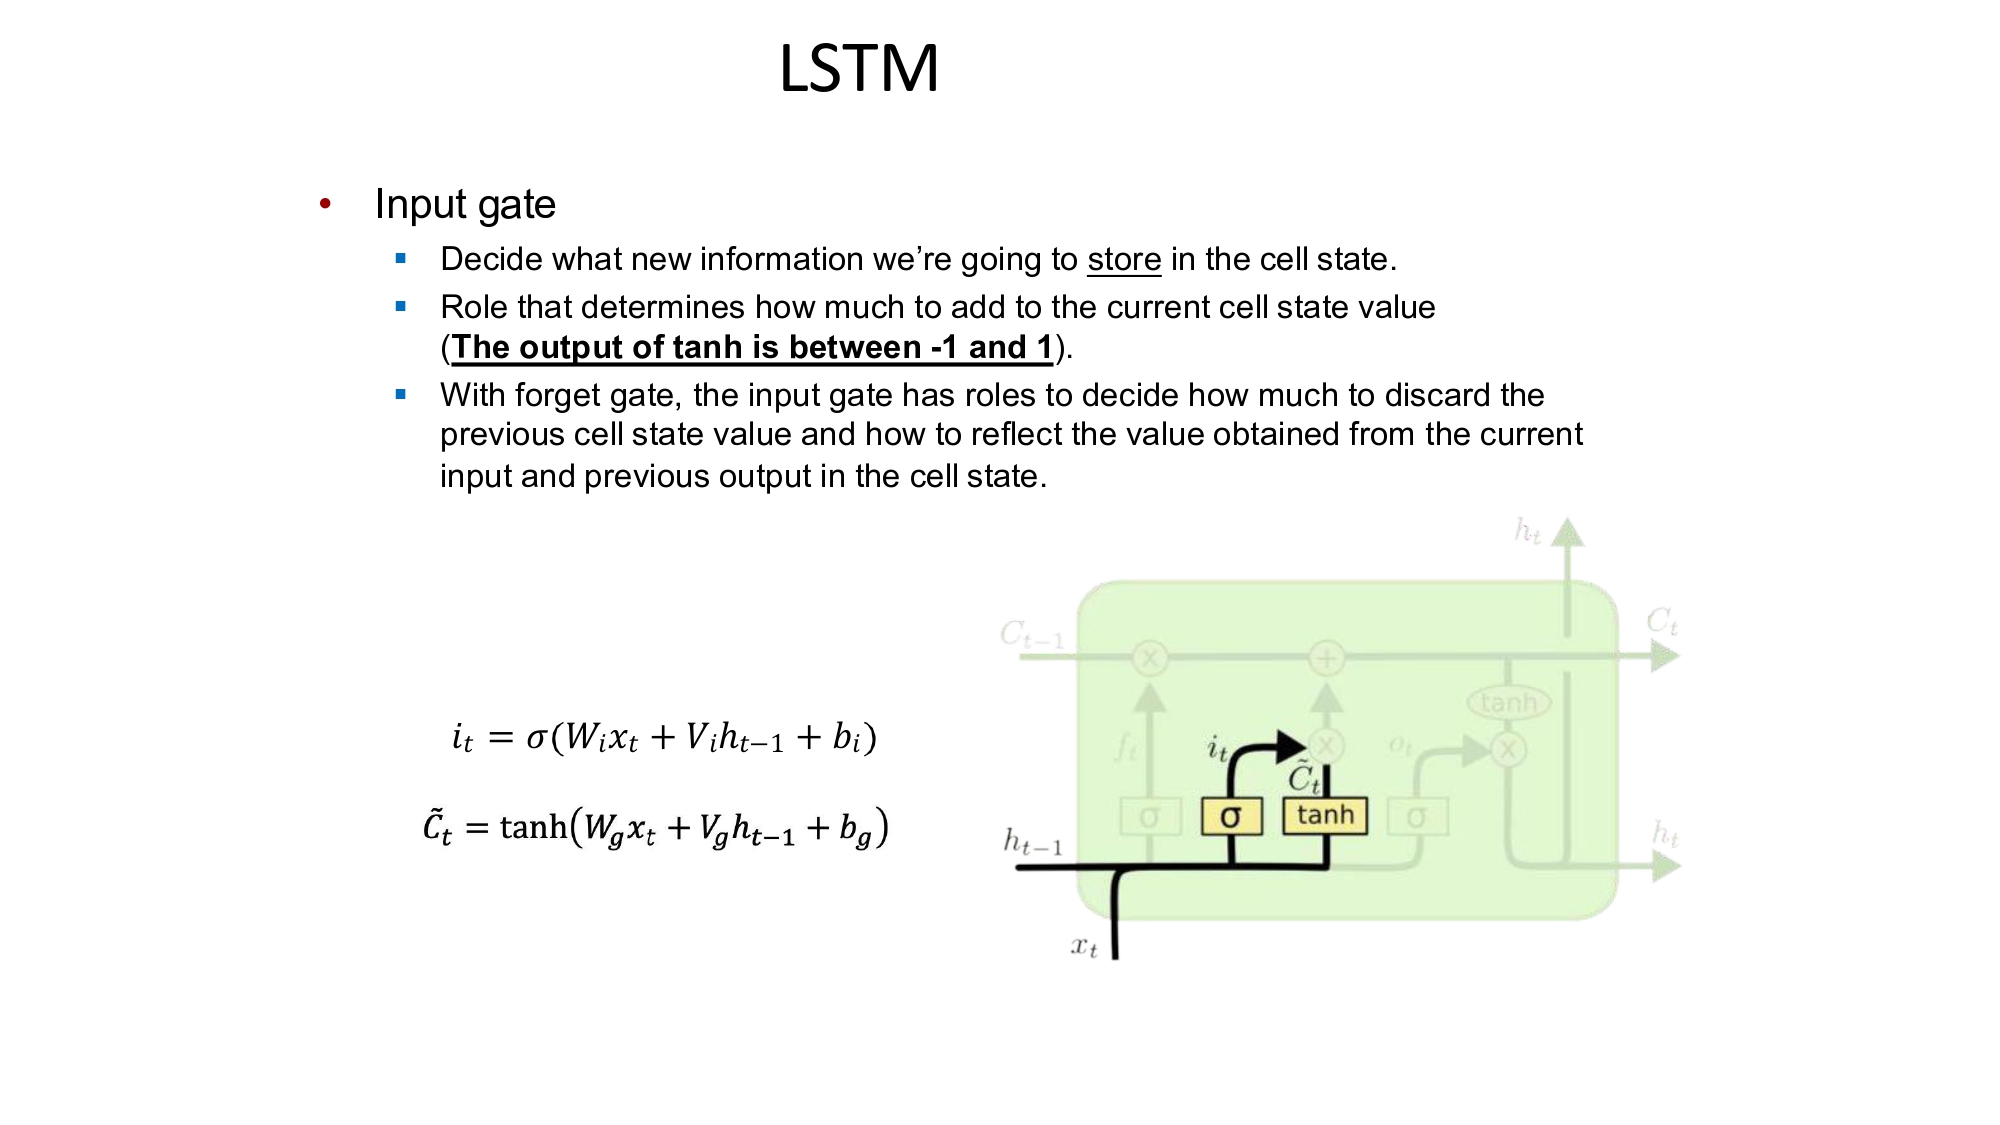 LSTM
• Input gate
▪ Decide what new information we’re going to store in the cell state.
▪ Role that determines how much to add to the current cell state value
(The output of tanh is between -1 and 1).
▪ With forget gate, the input gate has roles to decide how much to discard the
previous cell state value and how to reflect the value obtained from the current
input and previous output in the cell state.
i_t = σ(W_i x_t + V_i h_{t−1} + b_i)
C̃_t = tanh(W_g x_t + V_g h_{t−1} + b_g)
h_t
C_{t−1}
C_t
x
+
tanh
f_t
i_t
x
o_t
x
C̃_t
σ
σ
tanh
σ
h_{t−1}
h_t
x_t